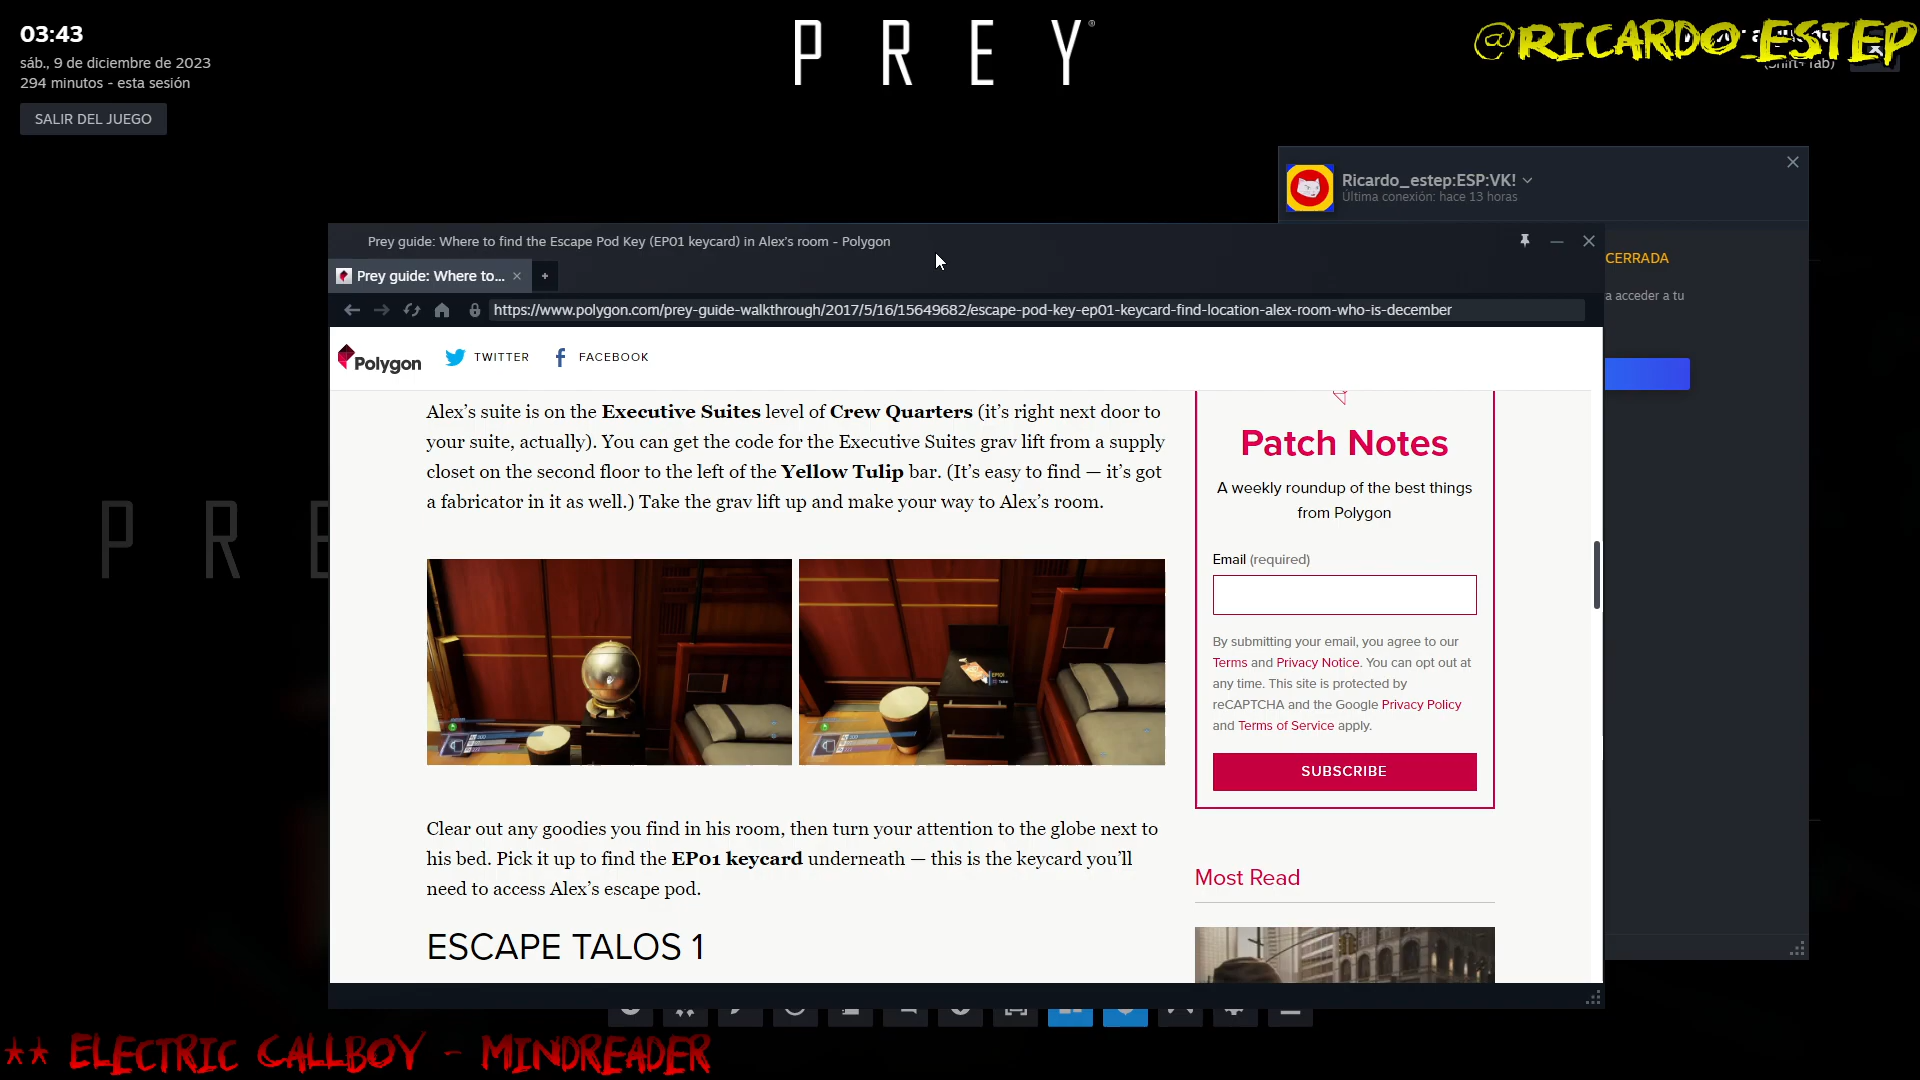 03:43
sáb., 9 de diciembre de 2023
294 minutos - esta sesión
SALIR DEL JUEGO
PREY®
@RICARDO_ESTEP
(Shift+Tab)
Ricardo_estep:ESP:VK!
Última conexión: hace 13 horas
CERRADA
a acceder a tu
Prey guide: Where to find the Escape Pod Key (EP01 keycard) in Alex's room - Polygon
Prey guide: Where to...
https://www.polygon.com/prey-guide-walkthrough/2017/5/16/15649682/escape-pod-key-ep01-keycard-find-location-alex-room-who-is-december
Polygon
TWITTER
FACEBOOK
Alex’s suite is on the Executive Suites level of Crew Quarters (it’s right next door to
your suite, actually). You can get the code for the Executive Suites grav lift from a supply
closet on the second floor to the left of the Yellow Tulip bar. (It’s easy to find — it’s got
a fabricator in it as well.) Take the grav lift up and make your way to Alex’s room.
Clear out any goodies you find in his room, then turn your attention to the globe next to
his bed. Pick it up to find the EP01 keycard underneath — this is the keycard you’ll
need to access Alex’s escape pod.
ESCAPE TALOS 1
Patch Notes
A weekly roundup of the best things
from Polygon
Email (required)
By submitting your email, you agree to our
Terms and Privacy Notice. You can opt out at
any time. This site is protected by
reCAPTCHA and the Google Privacy Policy
and Terms of Service apply.
SUBSCRIBE
Most Read
PRE
** ELECTRIC CALLBOY - MINDREADER